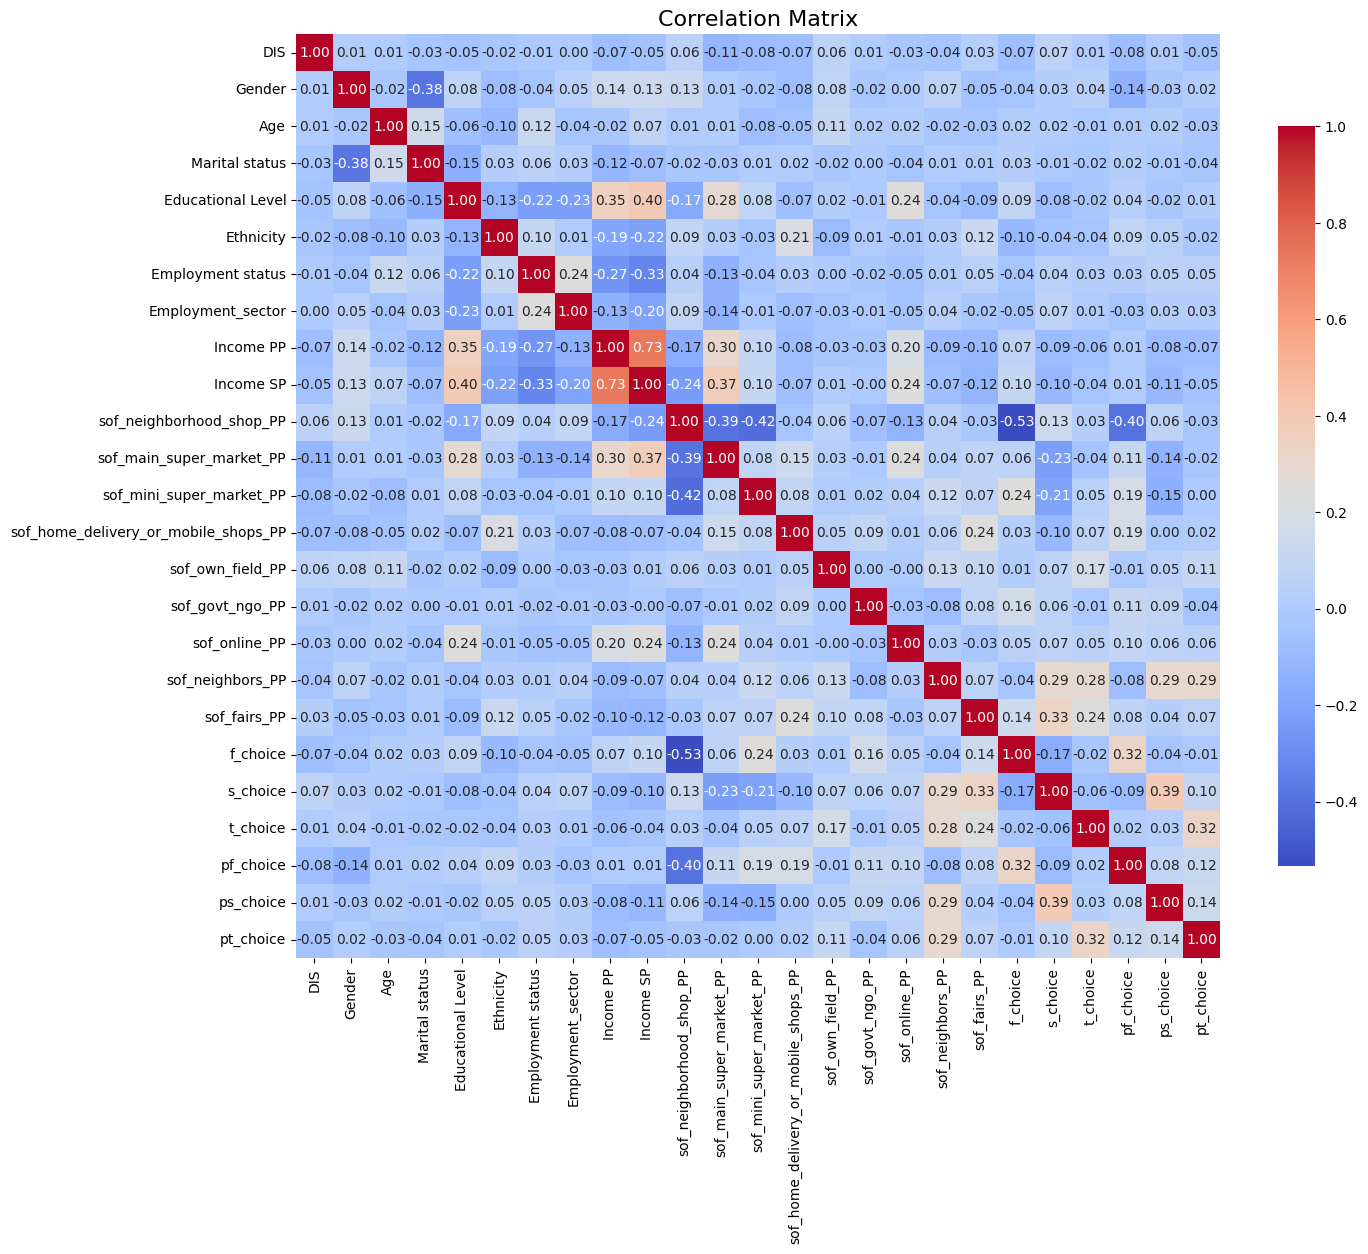 Correlation Matrix
DIS 1.00 0.01 0.01 -0.03 -0.05 -0.02 -0.01 0.00 -0.07 -0.05 0.06 -0.11 -0.08 -0.07 0.06 0.01 -0.03 -0.04 0.03 -0.07 0.07 0.01 -0.08 0.01 -0.05
Gender 0.01 1.00 -0.02 -0.38 0.08 -0.08 -0.04 0.05 0.14 0.13 0.13 0.01 -0.02 -0.08 0.08 -0.02 0.00 0.07 -0.05 -0.04 0.03 0.04 -0.14 -0.03 0.02
Age 0.01 -0.02 1.00 0.15 -0.06 -0.10 0.12 -0.04 -0.02 0.07 0.01 0.01 -0.08 -0.05 0.11 0.02 0.02 -0.02 -0.03 0.02 0.02 -0.01 0.01 0.02 -0.03
Marital status -0.03 -0.38 0.15 1.00 -0.15 0.03 0.06 0.03 -0.12 -0.07 -0.02 -0.03 0.01 0.02 -0.02 0.00 -0.04 0.01 0.01 0.03 -0.01 -0.02 0.02 -0.01 -0.04
Educational Level -0.05 0.08 -0.06 -0.15 1.00 -0.13 -0.22 -0.23 0.35 0.40 -0.17 0.28 0.08 -0.07 0.02 -0.01 0.24 -0.04 -0.09 0.09 -0.08 -0.02 0.04 -0.02 0.01
Ethnicity -0.02 -0.08 -0.10 0.03 -0.13 1.00 0.10 0.01 -0.19 -0.22 0.09 0.03 -0.03 0.21 -0.09 0.01 -0.01 0.03 0.12 -0.10 -0.04 -0.04 0.09 0.05 -0.02
Employment status -0.01 -0.04 0.12 0.06 -0.22 0.10 1.00 0.24 -0.27 -0.33 0.04 -0.13 -0.04 0.03 0.00 -0.02 -0.05 0.01 0.05 -0.04 0.04 0.03 0.03 0.05 0.05
Employment_sector 0.00 0.05 -0.04 0.03 -0.23 0.01 0.24 1.00 -0.13 -0.20 0.09 -0.14 -0.01 -0.07 -0.03 -0.01 -0.05 0.04 -0.02 -0.05 0.07 0.01 -0.03 0.03 0.03
Income PP -0.07 0.14 -0.02 -0.12 0.35 -0.19 -0.27 -0.13 1.00 0.73 -0.17 0.30 0.10 -0.08 -0.03 -0.03 0.20 -0.09 -0.10 0.07 -0.09 -0.06 0.01 -0.08 -0.07
Income SP -0.05 0.13 0.07 -0.07 0.40 -0.22 -0.33 -0.20 0.73 1.00 -0.24 0.37 0.10 -0.07 0.01 -0.00 0.24 -0.07 -0.12 0.10 -0.10 -0.04 0.01 -0.11 -0.05
sof_neighborhood_shop_PP 0.06 0.13 0.01 -0.02 -0.17 0.09 0.04 0.09 -0.17 -0.24 1.00 -0.39 -0.42 -0.04 0.06 -0.07 -0.13 0.04 -0.03 -0.53 0.13 0.03 -0.40 0.06 -0.03
sof_main_super_market_PP -0.11 0.01 0.01 -0.03 0.28 0.03 -0.13 -0.14 0.30 0.37 -0.39 1.00 0.08 0.15 0.03 -0.01 0.24 0.04 0.07 0.06 -0.23 -0.04 0.11 -0.14 -0.02
sof_mini_super_market_PP -0.08 -0.02 -0.08 0.01 0.08 -0.03 -0.04 -0.01 0.10 0.10 -0.42 0.08 1.00 0.08 0.01 0.02 0.04 0.12 0.07 0.24 -0.21 0.05 0.19 -0.15 0.00
sof_home_delivery_or_mobile_shops_PP -0.07 -0.08 -0.05 0.02 -0.07 0.21 0.03 -0.07 -0.08 -0.07 -0.04 0.15 0.08 1.00 0.05 0.09 0.01 0.06 0.24 0.03 -0.10 0.07 0.19 0.00 0.02
sof_own_field_PP 0.06 0.08 0.11 -0.02 0.02 -0.09 0.00 -0.03 -0.03 0.01 0.06 0.03 0.01 0.05 1.00 0.00 -0.00 0.13 0.10 0.01 0.07 0.17 -0.01 0.05 0.11
sof_govt_ngo_PP 0.01 -0.02 0.02 0.00 -0.01 0.01 -0.02 -0.01 -0.03 -0.00 -0.07 -0.01 0.02 0.09 0.00 1.00 -0.03 -0.08 0.08 0.16 0.06 -0.01 0.11 0.09 -0.04
sof_online_PP -0.03 0.00 0.02 -0.04 0.24 -0.01 -0.05 -0.05 0.20 0.24 -0.13 0.24 0.04 0.01 -0.00 -0.03 1.00 0.03 -0.03 0.05 0.07 0.05 0.10 0.06 0.06
sof_neighbors_PP -0.04 0.07 -0.02 0.01 -0.04 0.03 0.01 0.04 -0.09 -0.07 0.04 0.04 0.12 0.06 0.13 -0.08 0.03 1.00 0.07 -0.04 0.29 0.28 -0.08 0.29 0.29
sof_fairs_PP 0.03 -0.05 -0.03 0.01 -0.09 0.12 0.05 -0.02 -0.10 -0.12 -0.03 0.07 0.07 0.24 0.10 0.08 -0.03 0.07 1.00 0.14 0.33 0.24 0.08 0.04 0.07
f_choice -0.07 -0.04 0.02 0.03 0.09 -0.10 -0.04 -0.05 0.07 0.10 -0.53 0.06 0.24 0.03 0.01 0.16 0.05 -0.04 0.14 1.00 -0.17 -0.02 0.32 -0.04 -0.01
s_choice 0.07 0.03 0.02 -0.01 -0.08 -0.04 0.04 0.07 -0.09 -0.10 0.13 -0.23 -0.21 -0.10 0.07 0.06 0.07 0.29 0.33 -0.17 1.00 -0.06 -0.09 0.39 0.10
t_choice 0.01 0.04 -0.01 -0.02 -0.02 -0.04 0.03 0.01 -0.06 -0.04 0.03 -0.04 0.05 0.07 0.17 -0.01 0.05 0.28 0.24 -0.02 -0.06 1.00 0.02 0.03 0.32
pf_choice -0.08 -0.14 0.01 0.02 0.04 0.09 0.03 -0.03 0.01 0.01 -0.40 0.11 0.19 0.19 -0.01 0.11 0.10 -0.08 0.08 0.32 -0.09 0.02 1.00 0.08 0.12
ps_choice 0.01 -0.03 0.02 -0.01 -0.02 0.05 0.05 0.03 -0.08 -0.11 0.06 -0.14 -0.15 0.00 0.05 0.09 0.06 0.29 0.04 -0.04 0.39 0.03 0.08 1.00 0.14
pt_choice -0.05 0.02 -0.03 -0.04 0.01 -0.02 0.05 0.03 -0.07 -0.05 -0.03 -0.02 0.00 0.02 0.11 -0.04 0.06 0.29 0.07 -0.01 0.10 0.32 0.12 0.14 1.00
DIS
Gender
Age
Marital status
Educational Level
Ethnicity
Employment status
Employment_sector
Income PP
Income SP
sof_neighborhood_shop_PP
sof_main_super_market_PP
sof_mini_super_market_PP
sof_home_delivery_or_mobile_shops_PP
sof_own_field_PP
sof_govt_ngo_PP
sof_online_PP
sof_neighbors_PP
sof_fairs_PP
f_choice
s_choice
t_choice
pf_choice
ps_choice
pt_choice
1.0
0.8
0.6
0.4
0.2
0.0
−0.2
−0.4